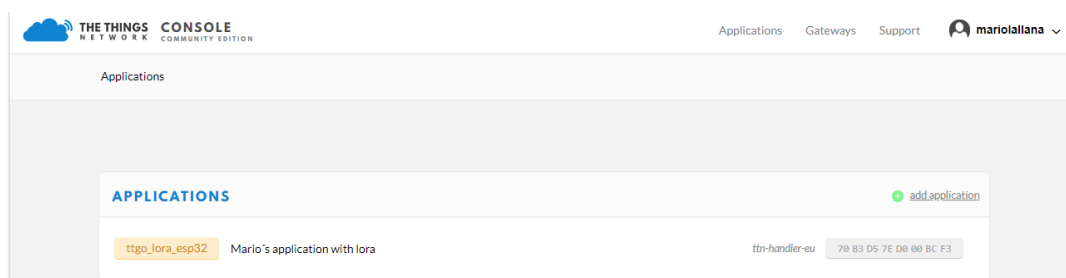 THE THINGS CONSOLE
NETWORK COMMUNITY EDITION
Applications Gateways Support mariolallana
Applications
APPLICATIONS add application
ttgo_lora_esp32 Mario´s application with lora ttn-handler-eu 70 B3 D5 7E D0 00 BC F3